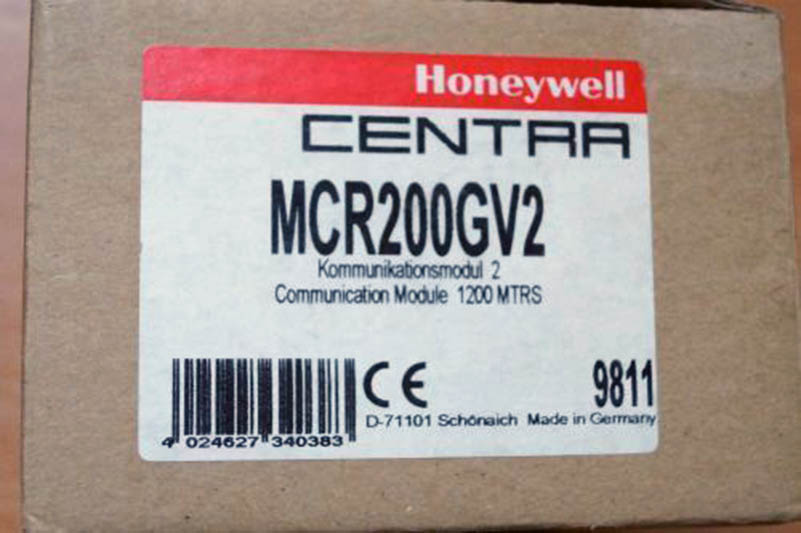 Honeywell
CENTRA
MCR200GV2
Kommunikationsmodul 2
Communication Module 1200 MTRS
CE 9811
D-71101 Schönaich Made in Germany
4 024627 340383